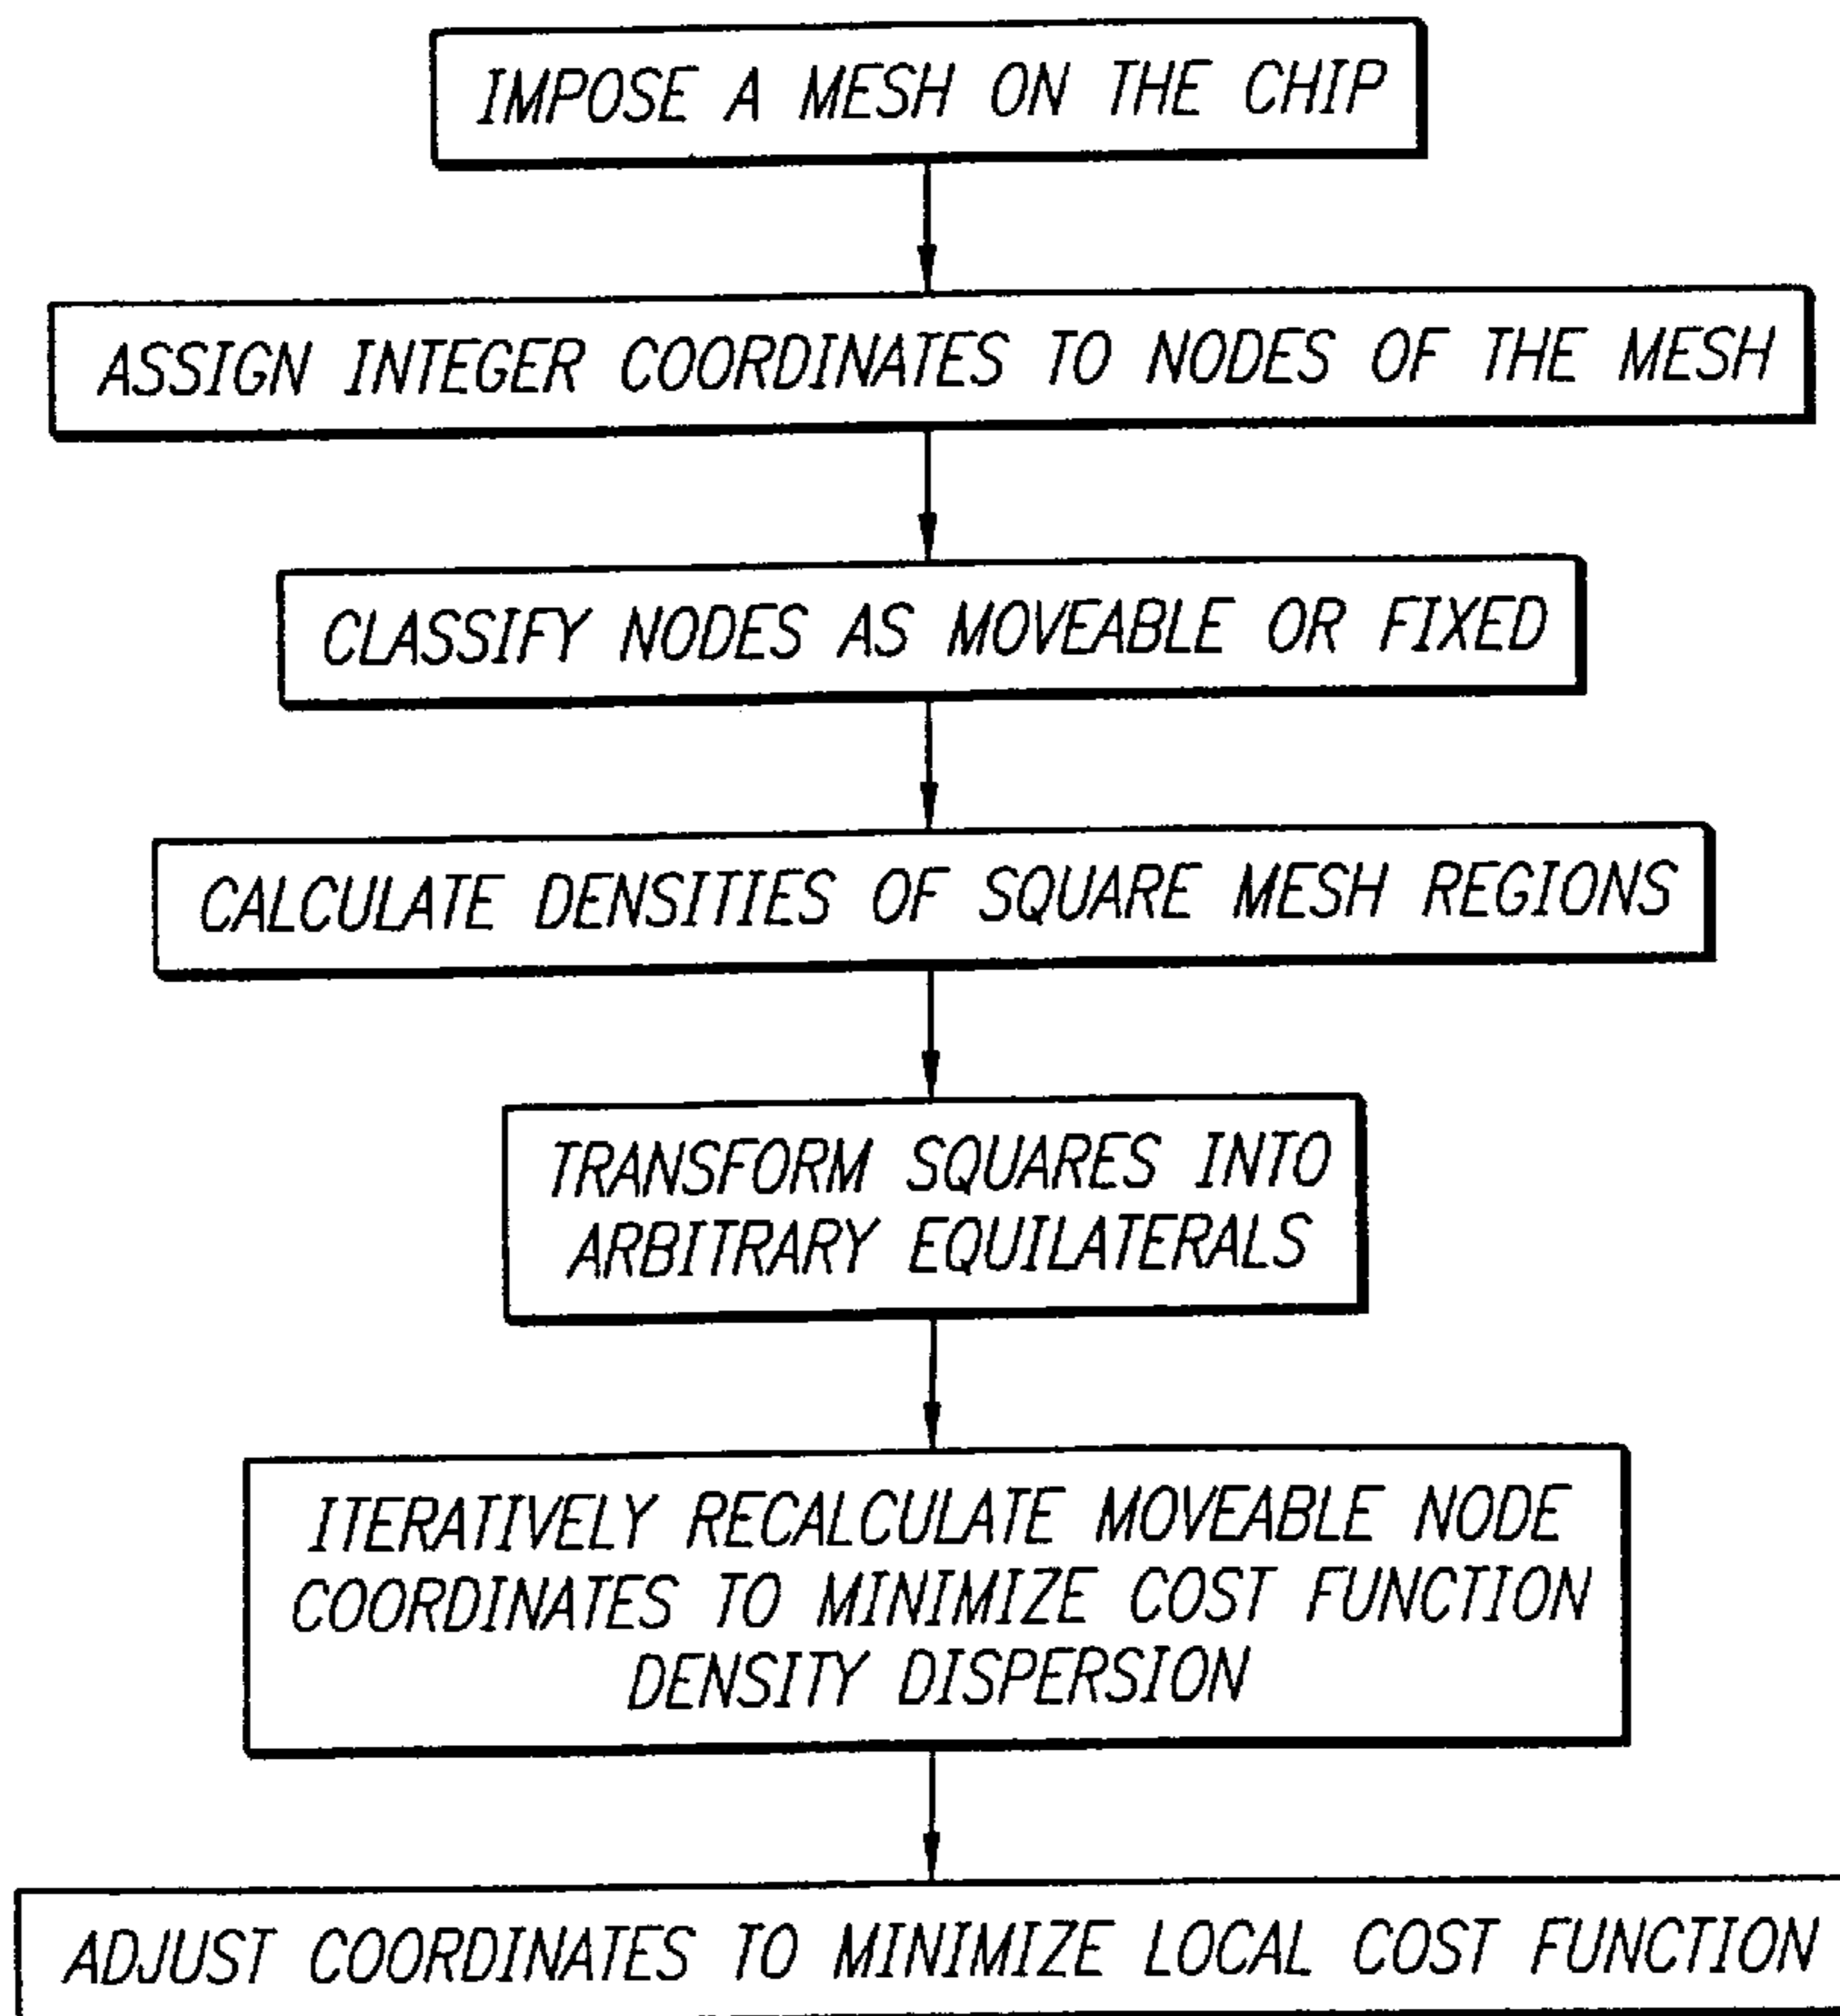 IMPOSE A MESH ON THE CHIP
ASSIGN INTEGER COORDINATES TO NODES OF THE MESH
CLASSIFY NODES AS MOVEABLE OR FIXED
CALCULATE DENSITIES OF SQUARE MESH REGIONS
TRANSFORM SQUARES INTO
ARBITRARY EQUILATERALS
ITERATIVELY RECALCULATE MOVEABLE NODE
COORDINATES TO MINIMIZE COST FUNCTION
DENSITY DISPERSION
ADJUST COORDINATES TO MINIMIZE LOCAL COST FUNCTION